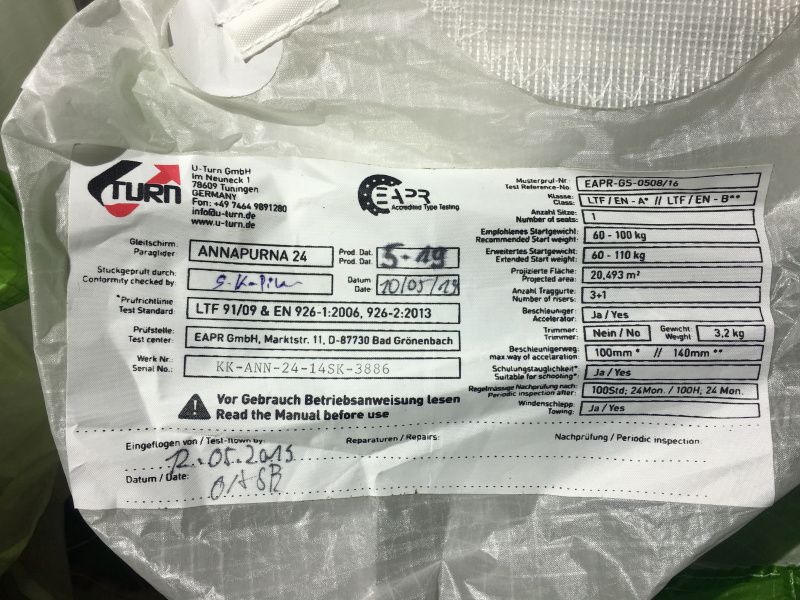 TURN
U-Turn GmbH
Im Neuneck 1
78609 Tuningen
GERMANY
Fon: +49 7464 9891280
info@u-turn.de
www.u-turn.de
EAPR
Accredited Type Testing
Gleitschirm:
Paraglider
ANNAPURNA 24
Prod. Dat.
Prod. Dat.
5-19
Stückgeprüft durch:
Conformity checked by:
Datum
Date
10/05/19
*Prüfrichtlinie
Test Standard:
LTF 91/09 & EN 926-1:2006, 926-2:2013
Prüfstelle:
Test center:
EAPR GmbH, Marktstr. 11, D-87730 Bad Grönenbach
Werk Nr.:
Serial No.:
KK-ANN-24-14SK-3886
Vor Gebrauch Betriebsanweisung lesen
Read the Manual before use
Musterpruf-Nr.:
Test Reference-No.
EAPR-GS-0508/16
Klasse:
Class:
LTF / EN - A* // LTF / EN - B**
Anzahl Sitze:
Number of seats:
1
Empfohlenes Startgewicht:
Recommended Start weight:
60 - 100 kg
Erweitertes Startgewicht:
Extended Start weight:
60 - 110 kg
Projizierte Fläche:
Projected area:
20,493 m²
Anzahl Traggurte:
Number of risers:
3+1
Beschleuniger:
Accelerator:
Ja / Yes
Trimmer:
Trimmer:
Nein / No
Gewicht
Weight
3,2 kg
Beschleunigerweg:
max.way of accelaration
100mm * // 140mm **
Schulungstauglichkeit*
Suitable for schooling*:
Ja / Yes
Regelmässige Nachprüfung nach:
Periodic inspection after:
100Std; 24Mon. / 100H; 24 Mon.
Windenschlepp:
Towing:
Ja / Yes
Eingeflogen von / Test-flown by:
Reparaturen / Repairs:
Nachprüfung / Periodic inspection:
Datum / Date: